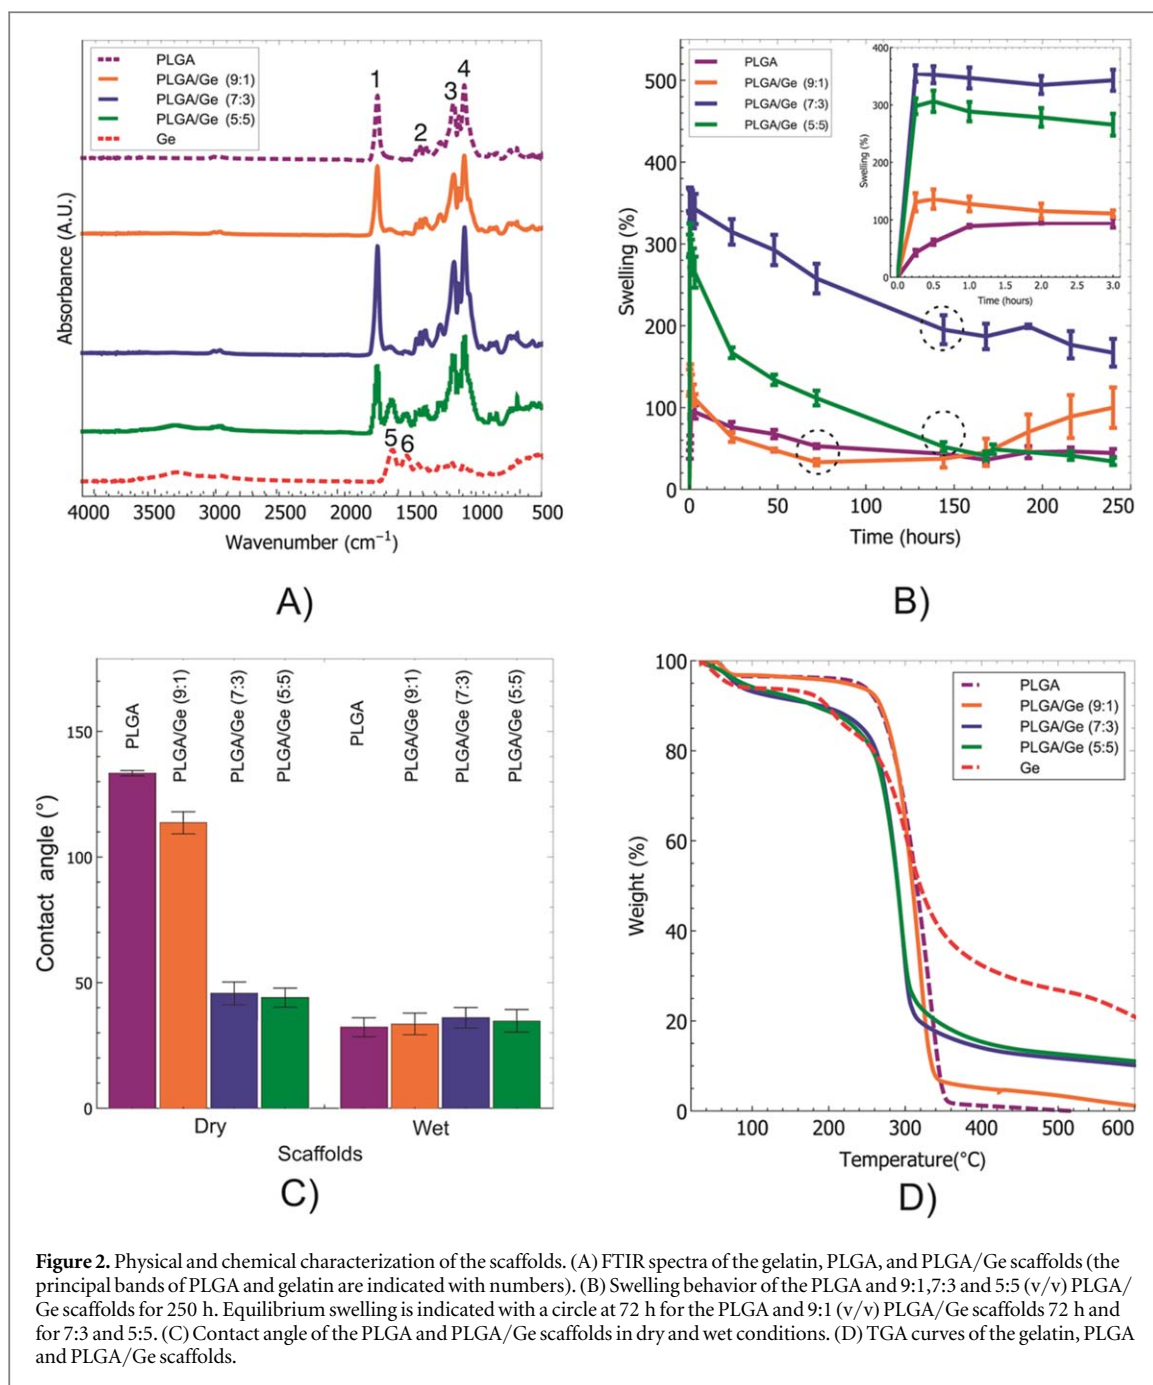 PLGA
PLGA/Ge (9:1)
PLGA/Ge (7:3)
PLGA/Ge (5:5)
Ge
1
2
3
4
5
6
Absorbance (A.U.)
4000 3500 3000 2500 2000 1500 1000 500
Wavenumber (cm⁻¹)
A)
PLGA
PLGA/Ge (9:1)
PLGA/Ge (7:3)
PLGA/Ge (5:5)
500
400
300
200
100
0
Swelling (%)
0 50 100 150 200 250
Time (hours)
400
300
200
100
0
Swelling (%)
0.0 0.5 1.0 1.5 2.0 2.5 3.0
Time (hours)
B)
PLGA
PLGA/Ge (9:1)
PLGA/Ge (7:3)
PLGA/Ge (5:5)
PLGA
PLGA/Ge (9:1)
PLGA/Ge (7:3)
PLGA/Ge (5:5)
150
100
50
0
Contact angle (°)
Dry Wet
Scaffolds
C)
PLGA
PLGA/Ge (9:1)
PLGA/Ge (7:3)
PLGA/Ge (5:5)
Ge
100
80
60
40
20
0
Weight (%)
100 200 300 400 500 600
Temperature(°C)
D)
Figure 2. Physical and chemical characterization of the scaffolds. (A) FTIR spectra of the gelatin, PLGA, and PLGA/Ge scaffolds (the
principal bands of PLGA and gelatin are indicated with numbers). (B) Swelling behavior of the PLGA and 9:1,7:3 and 5:5 (v/v) PLGA/
Ge scaffolds for 250 h. Equilibrium swelling is indicated with a circle at 72 h for the PLGA and 9:1 (v/v) PLGA/Ge scaffolds 72 h and
for 7:3 and 5:5. (C) Contact angle of the PLGA and PLGA/Ge scaffolds in dry and wet conditions. (D) TGA curves of the gelatin, PLGA
and PLGA/Ge scaffolds.